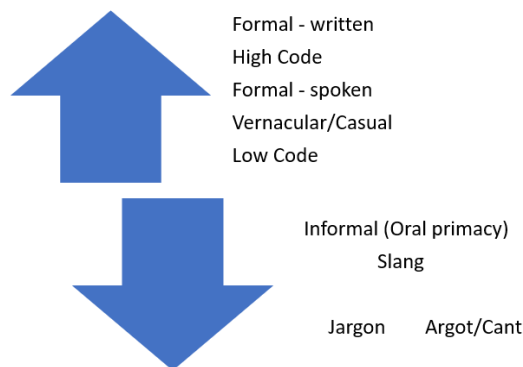 Formal - written
High Code
Formal - spoken
Vernacular/Casual
Low Code
Informal (Oral primacy)
Slang
Jargon Argot/Cant